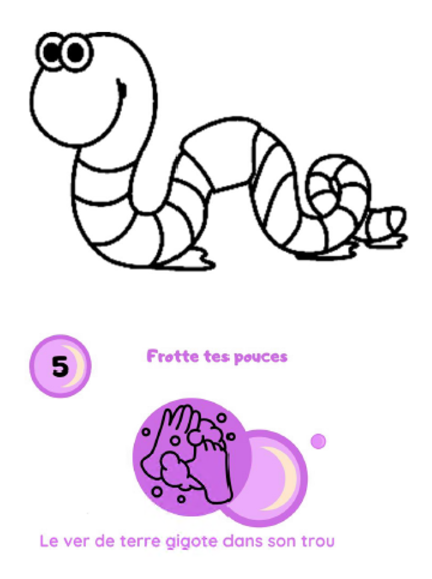 5
Frotte tes pouces
Le ver de terre gigote dans son trou